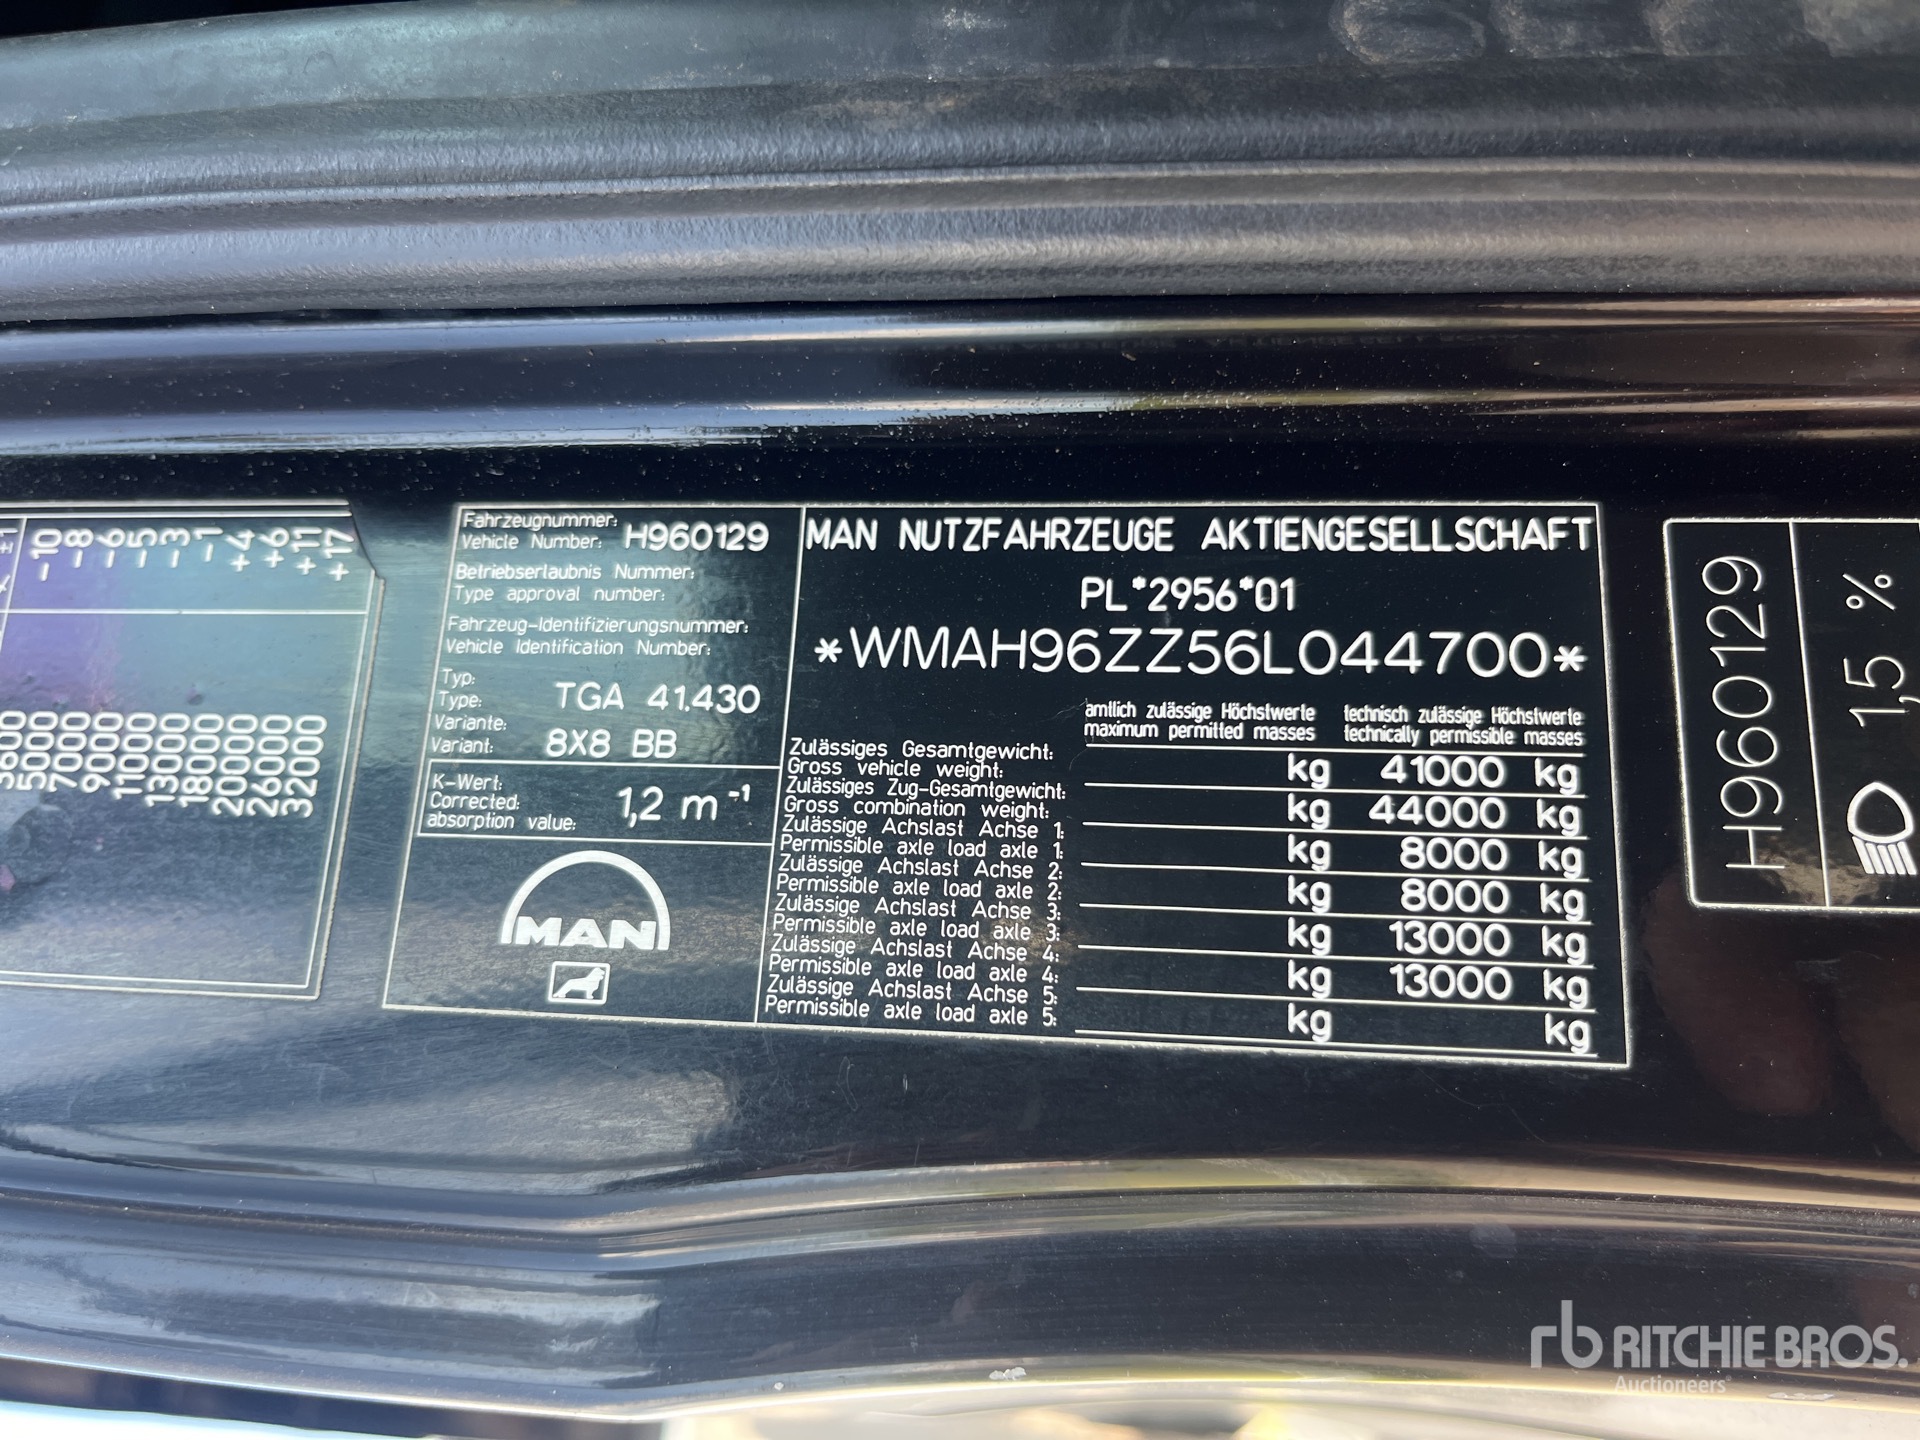 ±1
-10
-8
-6
-5
-3
-1
+4
+6
+11
+17
3600
5000
7000
9000
11000
13000
18000
20000
26000
32000
Fahrzeugnummer:
Vehicle Number: H960129
Betriebserlaubnis Nummer:
Type approval number:
Fahrzeug-Identifizierungsnummer:
Vehicle Identification Number:
Typ:
Type: TGA 41.430
Variante:
Variant: 8X8 BB
K-Wert:
Corrected:
absorption value: 1,2 m⁻¹
MAN
MAN NUTZFAHRZEUGE AKTIENGESELLSCHAFT
PL*2956*01
*WMAH96ZZ56L044700*
amtlich zulässige Höchstwerte technisch zulässige Höchstwerte
maximum permitted masses technically permissible masses
Zulässiges Gesamtgewicht:
Gross vehicle weight: kg 41000 kg
Zulässiges Zug-Gesamtgewicht:
Gross combination weight: kg 44000 kg
Zulässige Achslast Achse 1:
Permissible axle load axle 1: kg 8000 kg
Zulässige Achslast Achse 2:
Permissible axle load axle 2: kg 8000 kg
Zulässige Achslast Achse 3:
Permissible axle load axle 3: kg 13000 kg
Zulässige Achslast Achse 4:
Permissible axle load axle 4: kg 13000 kg
Zulässige Achslast Achse 5:
Permissible axle load axle 5: kg kg
H960129
1,5 %
rb RITCHIE BROS.
Auctioneers